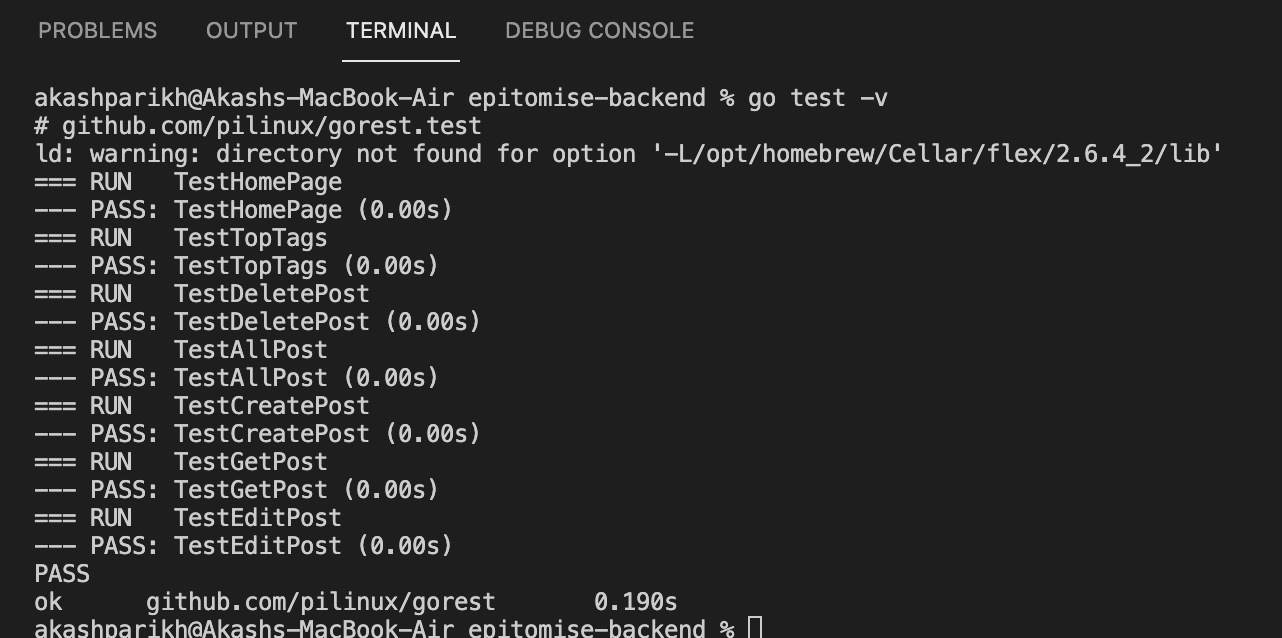 PROBLEMS OUTPUT TERMINAL DEBUG CONSOLE
akashparikh@Akashs-MacBook-Air epitomise-backend % go test -v
# github.com/pilinux/gorest.test
ld: warning: directory not found for option '-L/opt/homebrew/Cellar/flex/2.6.4_2/lib'
=== RUN   TestHomePage
--- PASS: TestHomePage (0.00s)
=== RUN   TestTopTags
--- PASS: TestTopTags (0.00s)
=== RUN   TestDeletePost
--- PASS: TestDeletePost (0.00s)
=== RUN   TestAllPost
--- PASS: TestAllPost (0.00s)
=== RUN   TestCreatePost
--- PASS: TestCreatePost (0.00s)
=== RUN   TestGetPost
--- PASS: TestGetPost (0.00s)
=== RUN   TestEditPost
--- PASS: TestEditPost (0.00s)
PASS
ok      github.com/pilinux/gorest       0.190s
akashparikh@Akashs-MacBook-Air epitomise-backend %